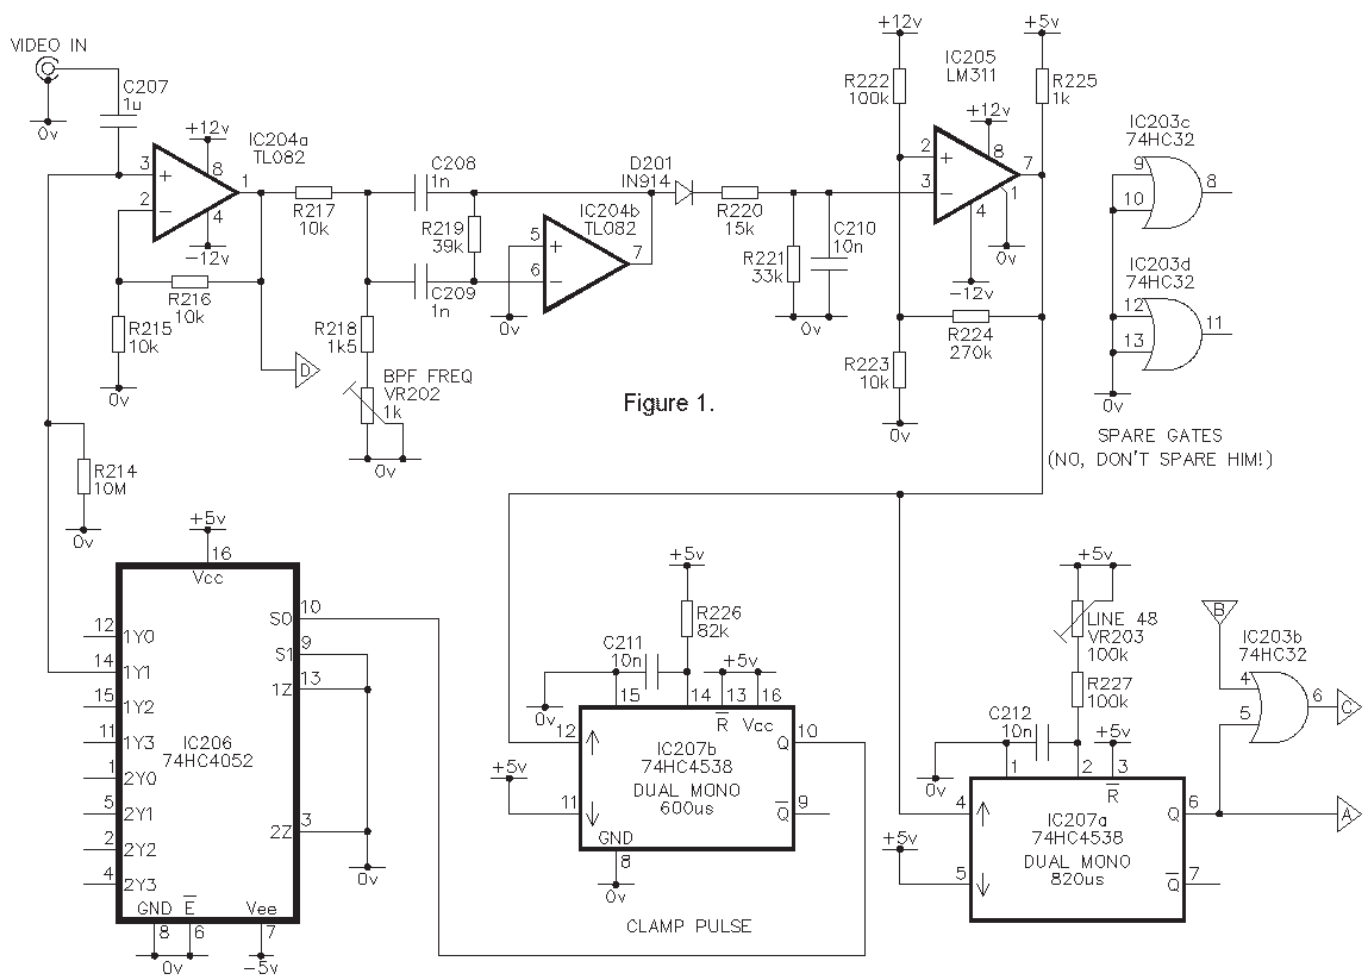 VIDEO IN
0v
C207
1u
+12v
IC204a
TL082
3
+
2
−
8
1
4
−12v
R216
10k
R215
10k
0v
D
R217
10k
C208
1n
R219
39k
C209
1n
R218
1k5
BPF FREQ
VR202
1k
0v
IC204b
TL082
5
+
6
−
7
0v
D201
IN914
R220
15k
R221
33k
C210
10n
0v
+12v
R222
100k
IC205
LM311
+12v
2
+
3
−
8
7
4
1
−12v
0v
+5v
R225
1k
R224
270k
R223
10k
0v
IC203c
74HC32
9
10
8
IC203d
74HC32
12
13
11
0v
SPARE GATES
(NO, DON'T SPARE HIM!)
Figure 1.
R214
10M
0v
+5v
16
Vcc
12
1Y0
14
1Y1
15
1Y2
11
1Y3
1
2Y0
5
2Y1
2
2Y2
4
2Y3
S0
10
S1
9
1Z
13
2Z
3
0v
IC206
74HC4052
GND
E
Vee
8
6
7
0v
−5v
+5v
R226
82k
C211
10n
0v
+5v
15
14
13
16
R
Vcc
12
11
+5v
IC207b
74HC4538
DUAL MONO
600us
Q
10
Q
9
GND
8
0v
CLAMP PULSE
+5v
LINE 48
VR203
100k
R227
100k
C212
10n
0v
+5v
1
2
3
R
4
5
+5v
IC207a
74HC4538
DUAL MONO
820us
Q
6
Q
7
B
IC203b
74HC32
4
5
6
C
A